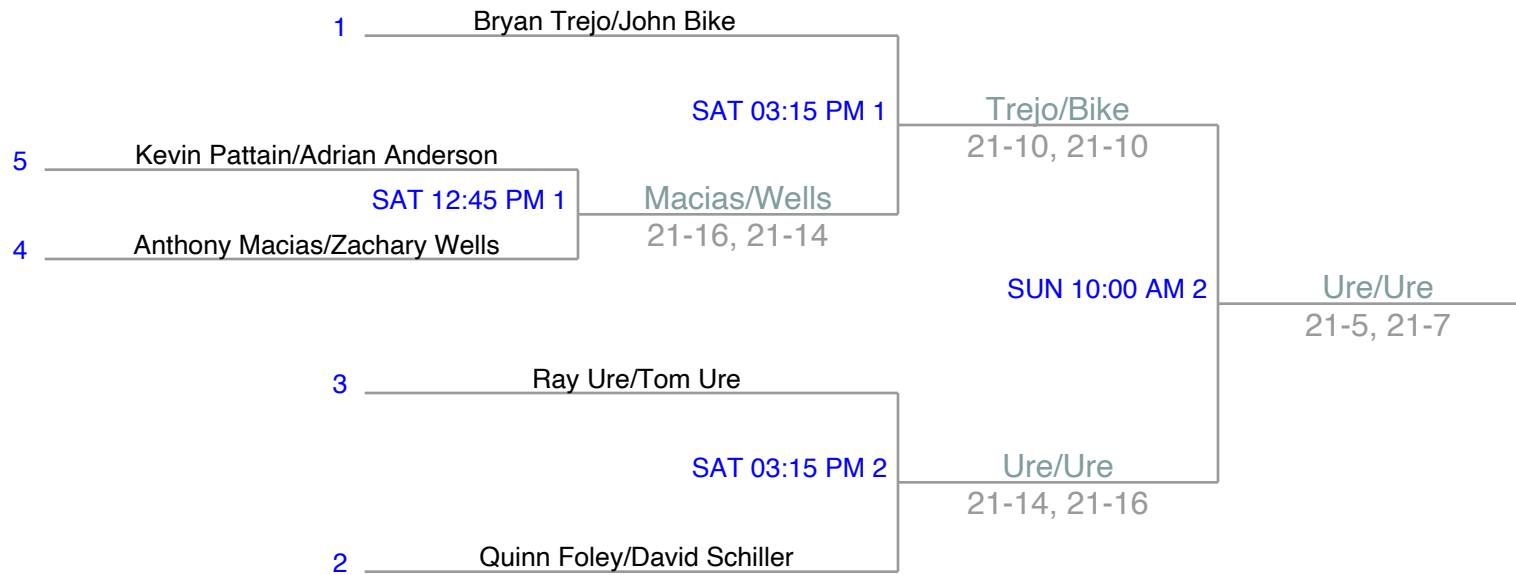 1 Bryan Trejo/John Bike
SAT 03:15 PM 1
Trejo/Bike
21-10, 21-10
5 Kevin Pattain/Adrian Anderson
SAT 12:45 PM 1
Macias/Wells
21-16, 21-14
4 Anthony Macias/Zachary Wells
SUN 10:00 AM 2
Ure/Ure
21-5, 21-7
3 Ray Ure/Tom Ure
SAT 03:15 PM 2
Ure/Ure
21-14, 21-16
2 Quinn Foley/David Schiller